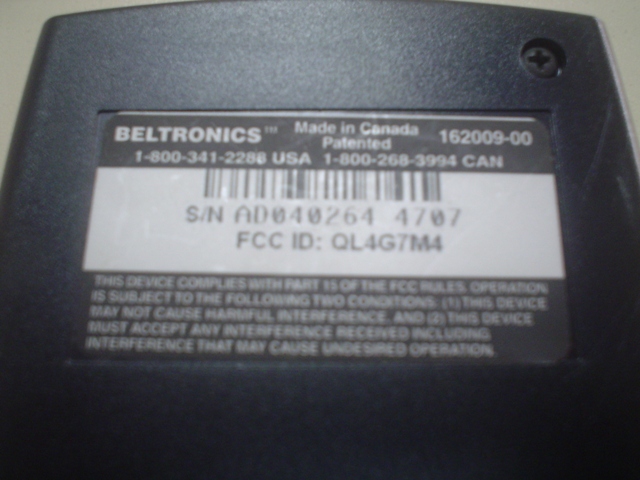 BELTRONICS™ Made in Canada Patented 162009-00
1-800-341-2288 USA 1-800-268-3994 CAN
S/N AD040264 4707
FCC ID: QL4G7M4
THIS DEVICE COMPLIES WITH PART 15 OF THE FCC RULES. OPERATION
IS SUBJECT TO THE FOLLOWING TWO CONDITIONS: (1) THIS DEVICE
MAY NOT CAUSE HARMFUL INTERFERENCE, AND (2) THIS DEVICE
MUST ACCEPT ANY INTERFERENCE RECEIVED INCLUDING
INTERFERENCE THAT MAY CAUSE UNDESIRED OPERATION.